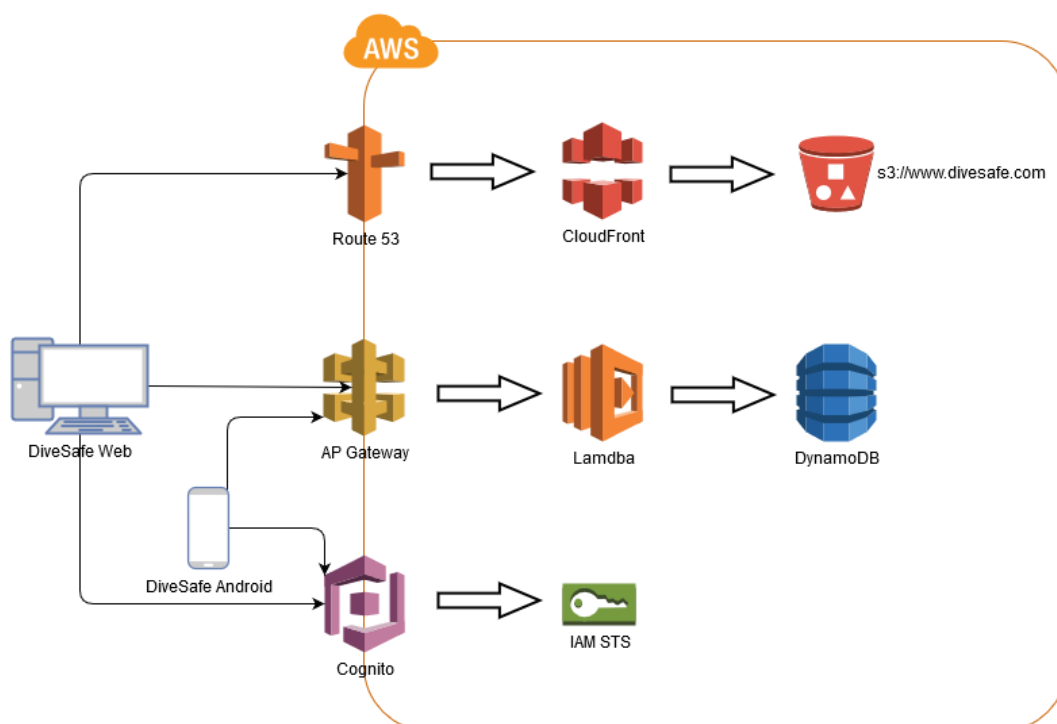 AWS
s3://www.divesafe.com
Route 53
CloudFront
DiveSafe Web
AP Gateway
Lamdba
DynamoDB
DiveSafe Android
IAM STS
Cognito